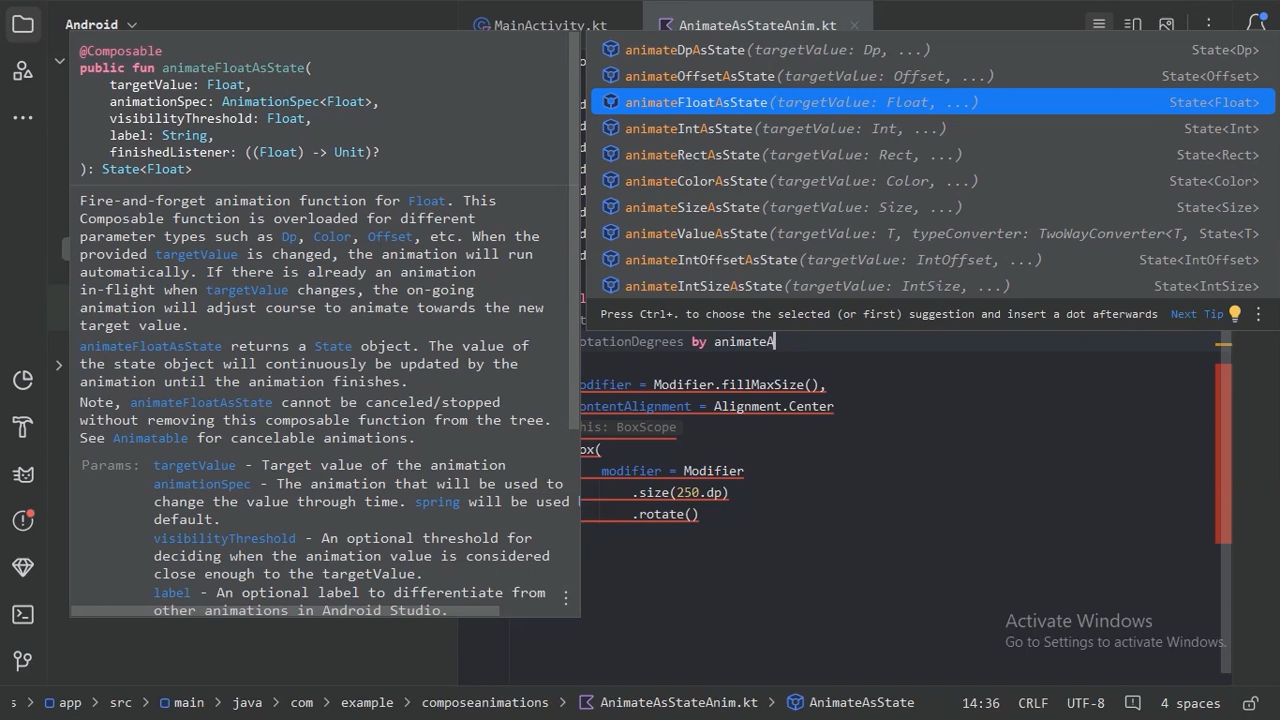 Android
MainActivity.kt
AnimateAsStateAnim.kt
@Composable
public fun animateFloatAsState(
targetValue: Float,
animationSpec: AnimationSpec<Float>,
visibilityThreshold: Float,
label: String,
finishedListener: ((Float) -> Unit)?
): State<Float>
Fire-and-forget animation function for Float. This
Composable function is overloaded for different
parameter types such as Dp, Color, Offset, etc. When the
provided targetValue is changed, the animation will run
automatically. If there is already an animation
in-flight when targetValue changes, the on-going
animation will adjust course to animate towards the new
target value.
animateFloatAsState returns a State object. The value of
the state object will continuously be updated by the
animation until the animation finishes.
Note, animateFloatAsState cannot be canceled/stopped
without removing this composable function from the tree.
See Animatable for cancelable animations.
Params: targetValue - Target value of the animation
animationSpec - The animation that will be used to
change the value through time. spring will be used
default.
visibilityThreshold - An optional threshold for
deciding when the animation value is considered
close enough to the targetValue.
label - An optional label to differentiate from
other animations in Android Studio.
animateDpAsState(targetValue: Dp, ...) State<Dp>
animateOffsetAsState(targetValue: Offset, ...) State<Offset>
animateFloatAsState(targetValue: Float, ...) State<Float>
animateIntAsState(targetValue: Int, ...) State<Int>
animateRectAsState(targetValue: Rect, ...) State<Rect>
animateColorAsState(targetValue: Color, ...) State<Color>
animateSizeAsState(targetValue: Size, ...) State<Size>
animateValueAsState(targetValue: T, typeConverter: TwoWayConverter<T, State<T>
animateIntOffsetAsState(targetValue: IntOffset, ...) State<IntOffset>
animateIntSizeAsState(targetValue: IntSize, ...) State<IntSize>
Press Ctrl+. to choose the selected (or first) suggestion and insert a dot afterwards Next Tip
otationDegrees by animateA
odifier = Modifier.fillMaxSize(),
ontentAlignment = Alignment.Center
his: BoxScope
ox(
modifier = Modifier
.size(250.dp)
.rotate()
Activate Windows
Go to Settings to activate Windows.
s > app > src > main > java > com > example > composeanimations > AnimateAsStateAnim.kt > AnimateAsState 14:36 CRLF UTF-8 4 spaces